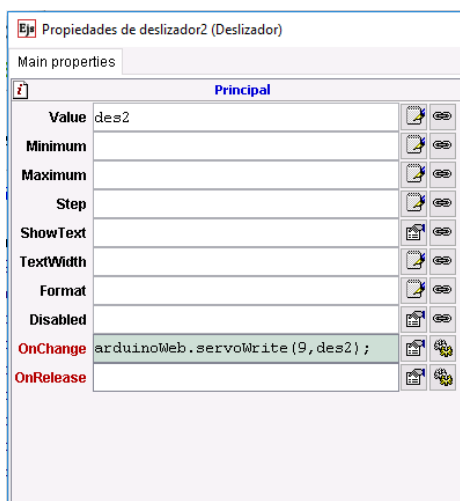 Ejs Propiedades de deslizador2 (Deslizador)
Main properties
i Principal
Value des2
Minimum
Maximum
Step
ShowText
TextWidth
Format
Disabled
OnChange arduinoWeb.servoWrite(9,des2);
OnRelease